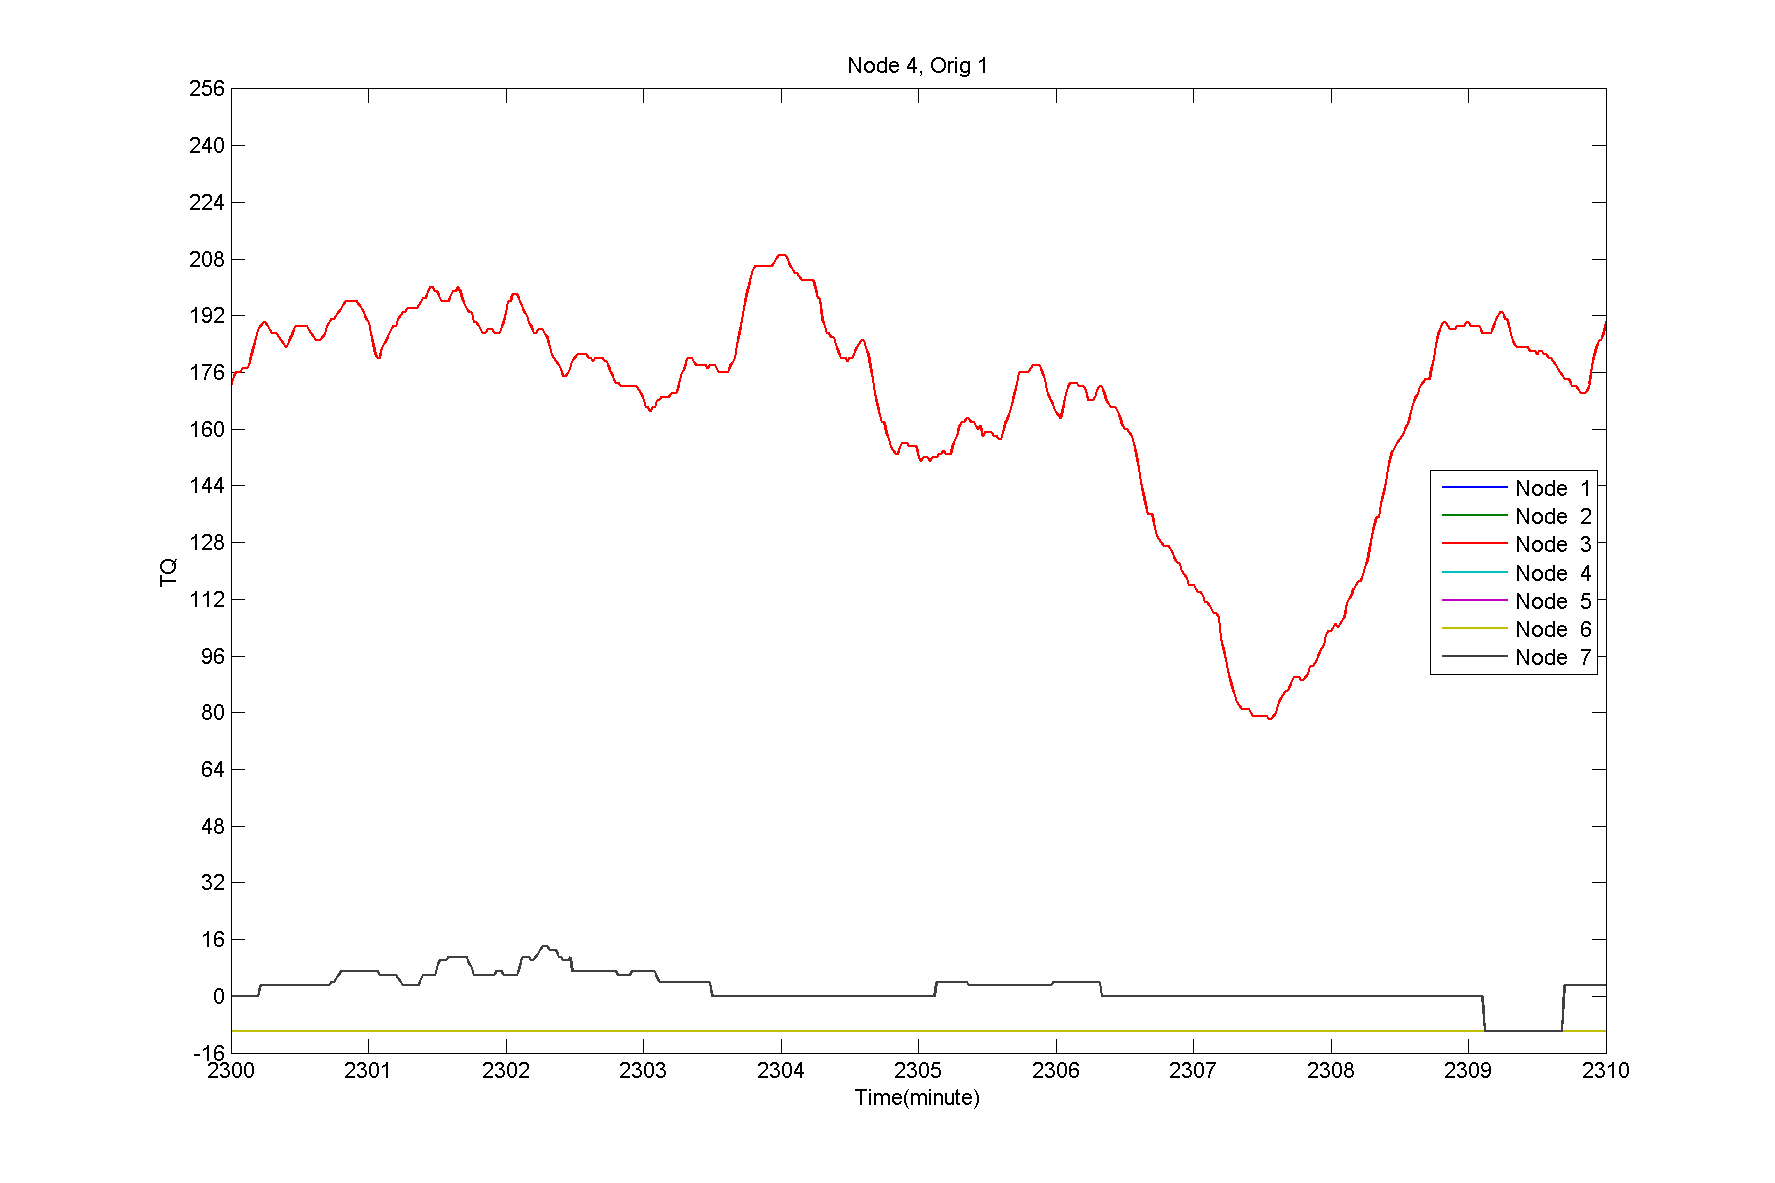 Node 4, Orig 1
256
240
224
208
192
176
160
144
128
112
96
80
64
48
32
16
0
-16
TQ
Node 1
Node 2
Node 3
Node 4
Node 5
Node 6
Node 7
2300 2301 2302 2303 2304 2305 2306 2307 2308 2309 2310
Time(minute)